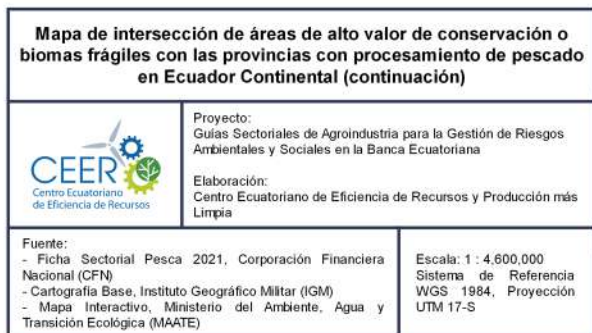 Mapa de intersección de áreas de alto valor de conservación o
biomas frágiles con las provincias con procesamiento de pescado
en Ecuador Continental (continuación)
CEER
Centro Ecuatoriano
de Eficiencia de Recursos
Proyecto:
Guías Sectoriales de Agroindustria para la Gestión de Riesgos
Ambientales y Sociales en la Banca Ecuatoriana
Elaboración:
Centro Ecuatoriano de Eficiencia de Recursos y Producción más
Limpia
Fuente:
- Ficha Sectorial Pesca 2021, Corporación Financiera
Nacional (CFN)
- Cartografía Base, Instituto Geográfico Militar (IGM)
- Mapa Interactivo, Ministerio del Ambiente, Agua y
Transición Ecológica (MAATE)
Escala: 1 : 4,600,000
Sistema de Referencia
WGS 1984, Proyección
UTM 17-S